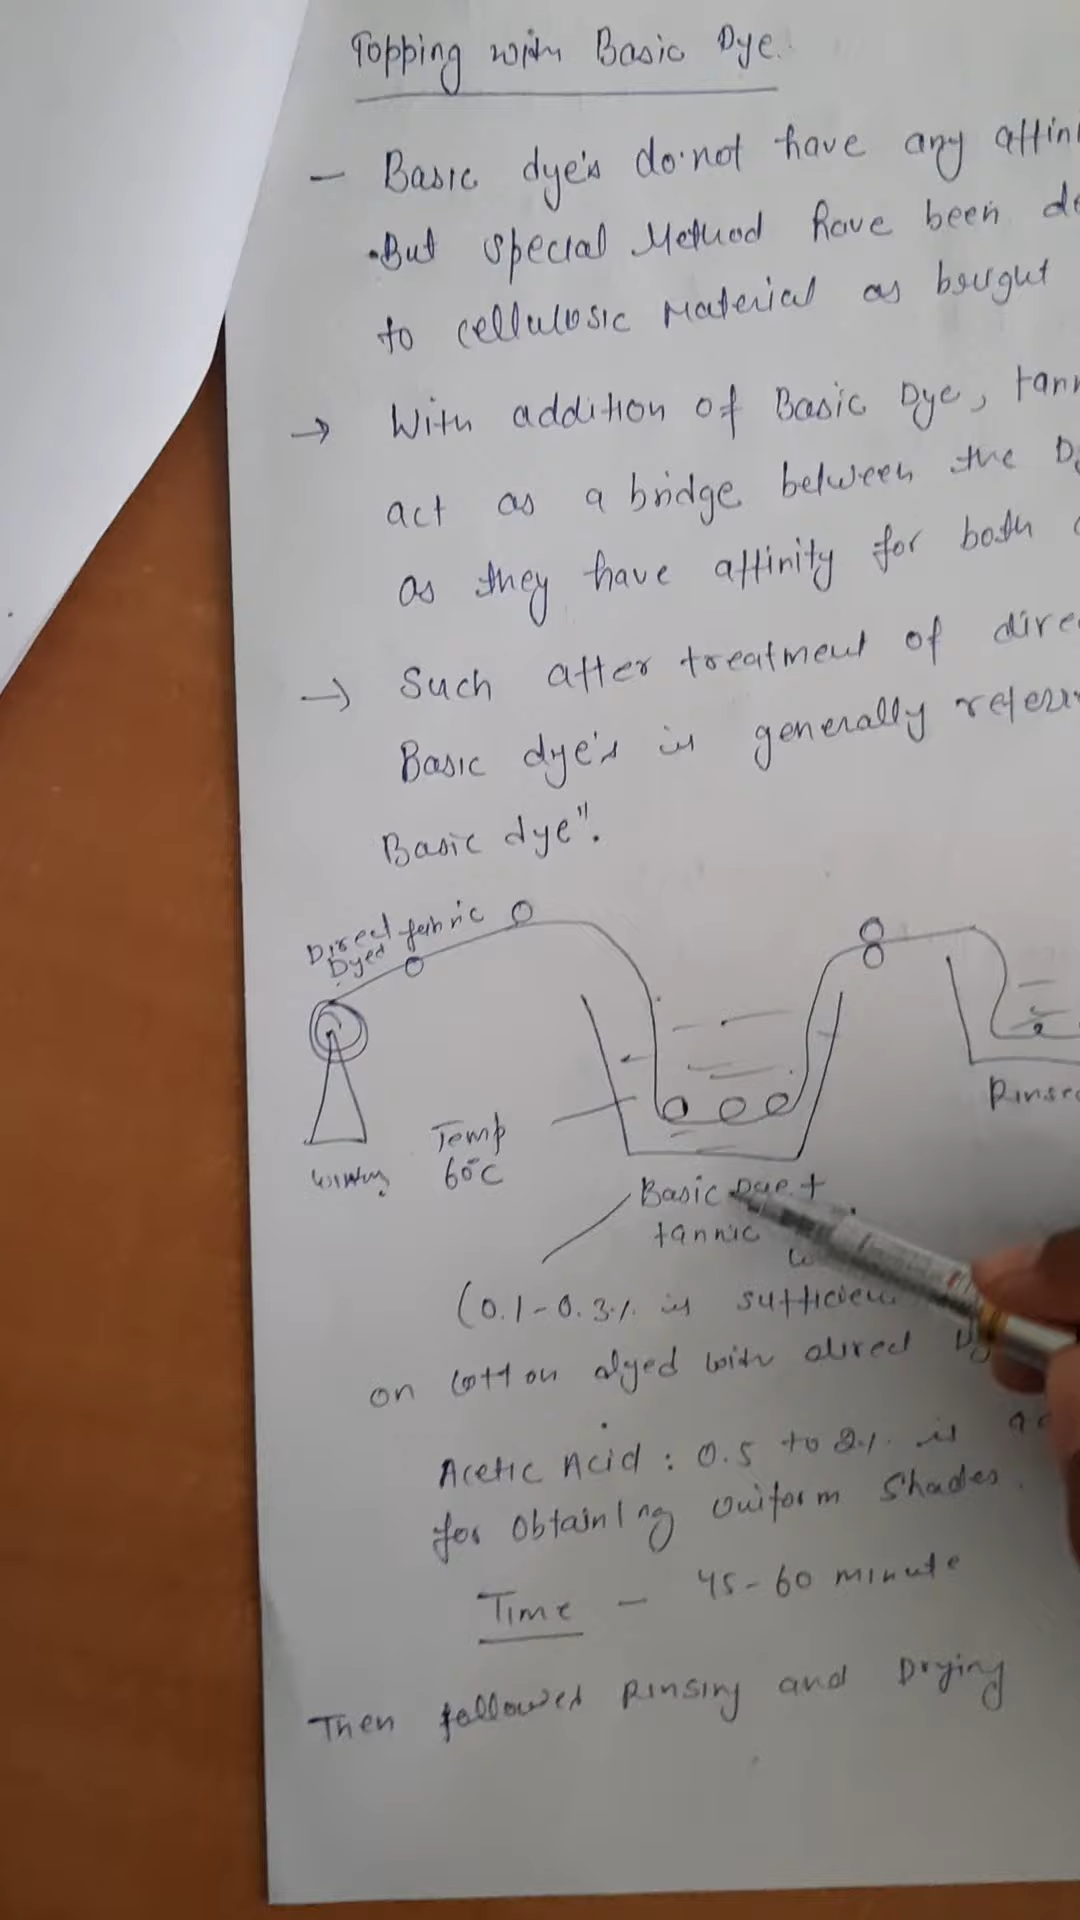 Topping with Basic Dye.
- Basic dye's do not have any affin
But special Method have been de
to cellulosic Material as bought
→ With addition of Basic Dye, tann
act as a bridge between the D
as they have affinity for both
→ Such after treatment of dire
Basic dye's is generally refer
Basic dye".
Direct fabric
Dyed
Temp
60°C
Rinse
Basic Dye +
tannic
(0.1-0.3% is sufficien
on cotton dyed with direct Dy
Acetic Acid : 0.5 to 2% is
for obtaining uniform shades.
Time - 45-60 minute
Then followed Rinsing and Drying